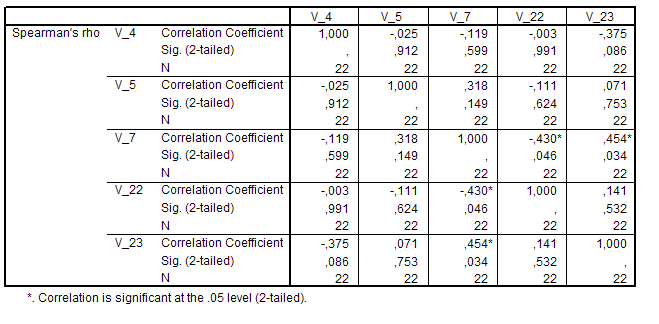 V_4 V_5 V_7 V_22 V_23
Spearman's rho V_4 Correlation Coefficient 1,000 -,025 -,119 -,003 -,375
Sig. (2-tailed) , ,912 ,599 ,991 ,086
N 22 22 22 22 22
V_5 Correlation Coefficient -,025 1,000 ,318 -,111 ,071
Sig. (2-tailed) ,912 , ,149 ,624 ,753
N 22 22 22 22 22
V_7 Correlation Coefficient -,119 ,318 1,000 -,430* ,454*
Sig. (2-tailed) ,599 ,149 , ,046 ,034
N 22 22 22 22 22
V_22 Correlation Coefficient -,003 -,111 -,430* 1,000 ,141
Sig. (2-tailed) ,991 ,624 ,046 , ,532
N 22 22 22 22 22
V_23 Correlation Coefficient -,375 ,071 ,454* ,141 1,000
Sig. (2-tailed) ,086 ,753 ,034 ,532 ,
N 22 22 22 22 22
*. Correlation is significant at the .05 level (2-tailed).